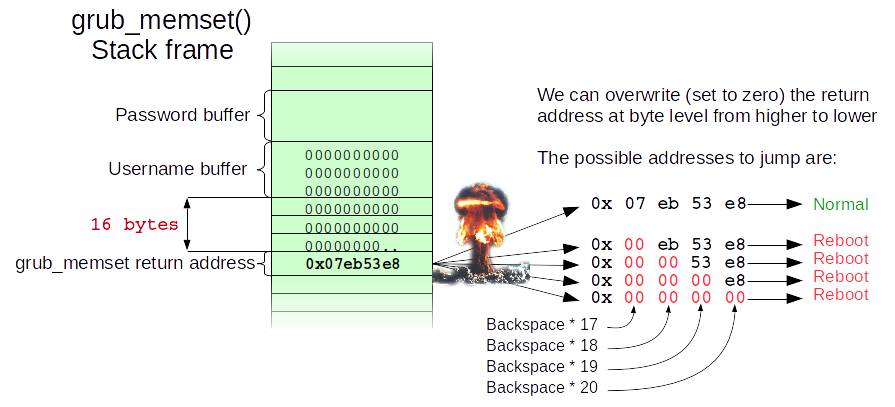 grub_memset()
Stack frame
Password buffer
Username buffer
0000000000
0000000000
0000000000
0000000000
0000000000
00000000..
16 bytes
grub_memset return address
0x07eb53e8
We can overwrite (set to zero) the return
address at byte level from higher to lower
The possible addresses to jump are:
0x 07 eb 53 e8 Normal
0x 00 eb 53 e8 Reboot
0x 00 00 53 e8 Reboot
0x 00 00 00 e8 Reboot
0x 00 00 00 00 Reboot
Backspace * 17
Backspace * 18
Backspace * 19
Backspace * 20